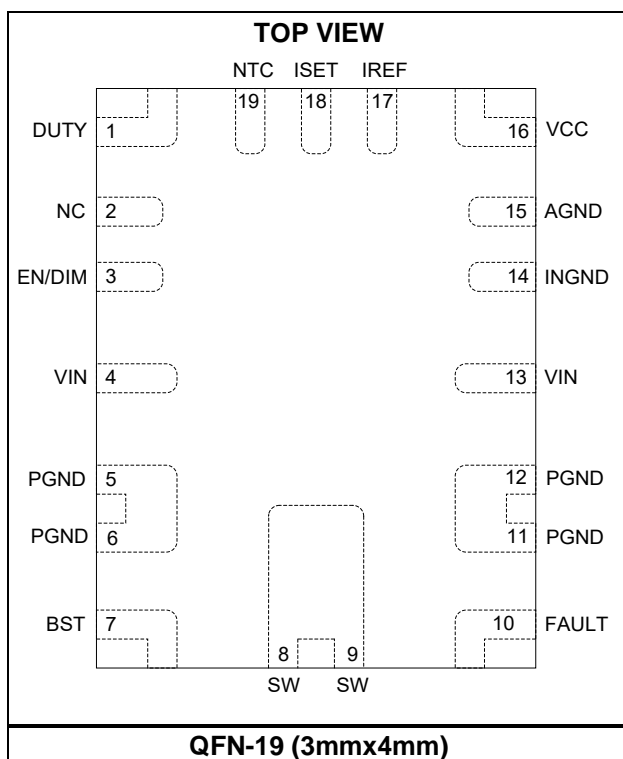 TOP VIEW
NTC ISET IREF
19 18 17
DUTY 1 16 VCC
NC 2 15 AGND
EN/DIM 3 14 INGND
VIN 4 13 VIN
PGND 5 12 PGND
PGND 6 11 PGND
BST 7 10 FAULT
8 9
SW SW
QFN-19 (3mmx4mm)